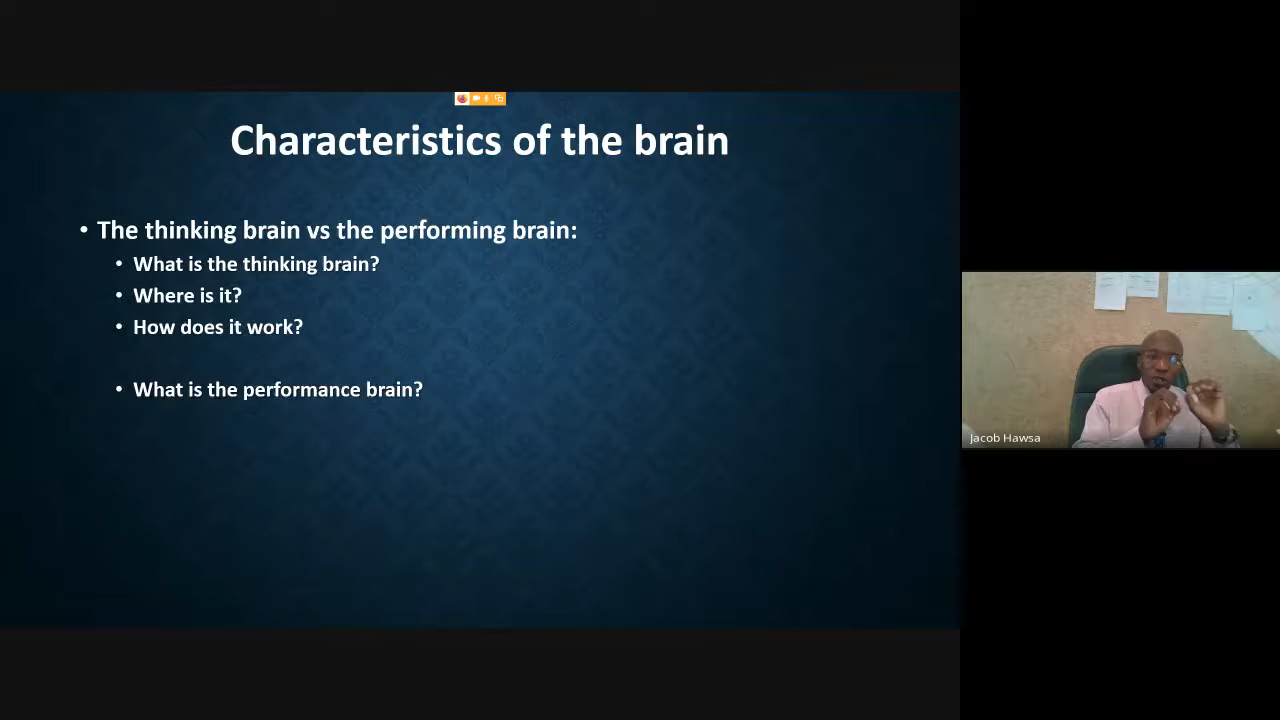 Characteristics of the brain
• The thinking brain vs the performing brain:
• What is the thinking brain?
• Where is it?
• How does it work?
• What is the performance brain?
Jacob Hawsa